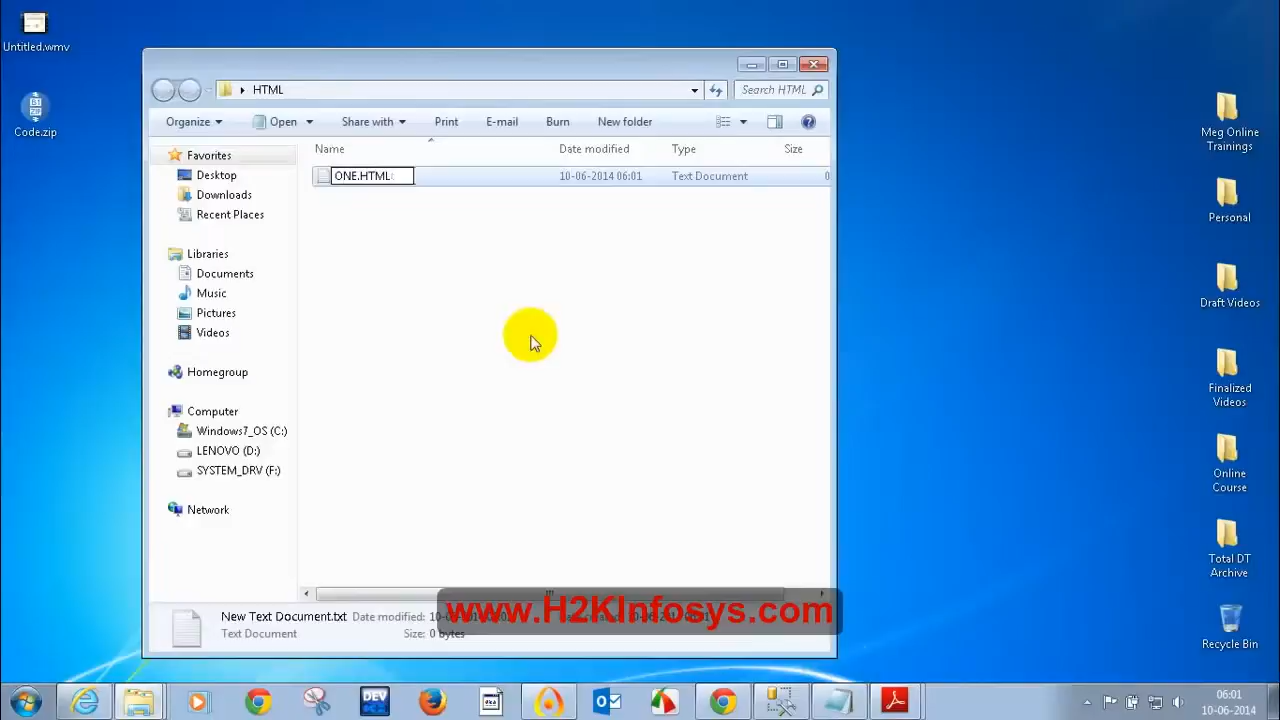 Untitled.wmv
Code.zip
HTML
Search HTML
Organize
Open
Share with
Print
E-mail
Burn
New folder
Name
Date modified
Type
Size
ONE.HTML
10-06-2014 06:01
Text Document
0
Favorites
Desktop
Downloads
Recent Places
Libraries
Documents
Music
Pictures
Videos
Homegroup
Computer
Windows7_OS (C:)
LENOVO (D:)
SYSTEM_DRV (F:)
Network
New Text Document.txt
Date modified:
Text Document
Size: 0 bytes
www.H2KInfosys.com
Meg Online
Trainings
Personal
Draft Videos
Finalized
Videos
Online
Course
Total DT
Archive
Recycle Bin
DEV
06:01
10-06-2014